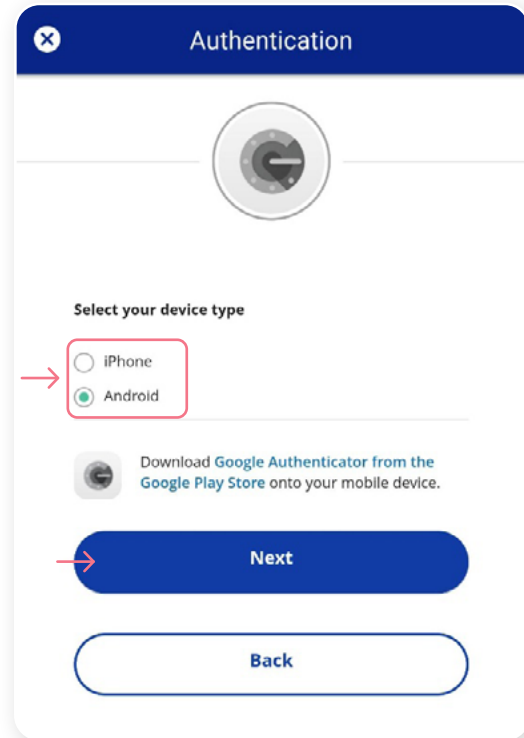 Authentication
Select your device type
iPhone
Android
Download Google Authenticator from the
Google Play Store onto your mobile device.
Next
Back